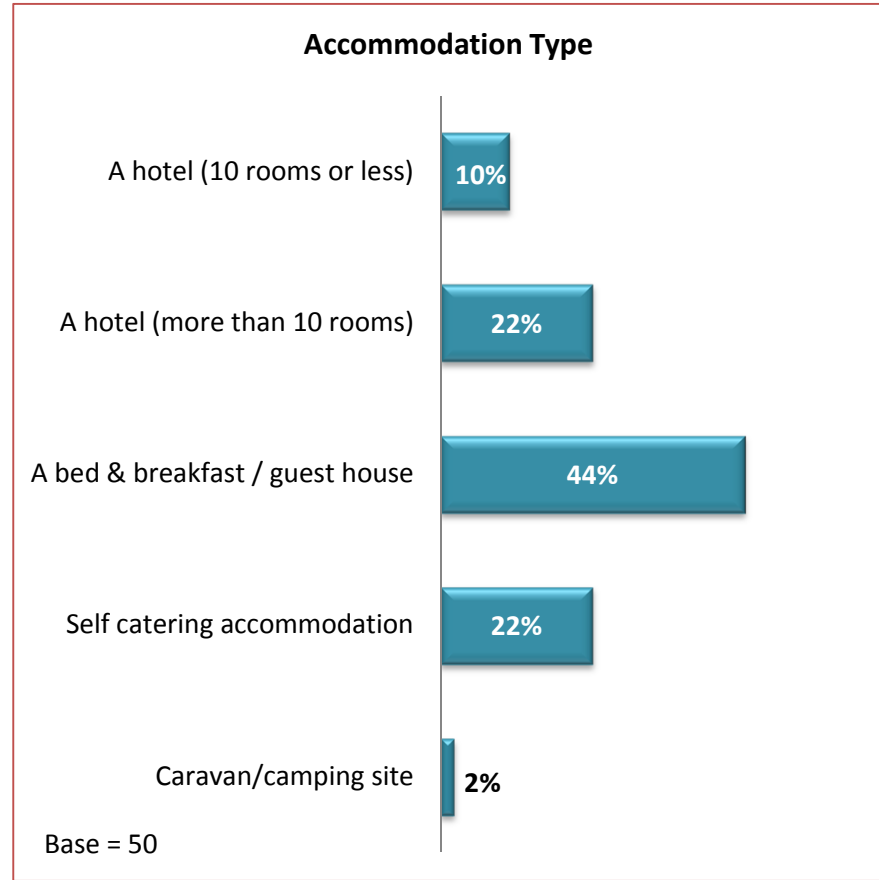 Accommodation Type
A hotel (10 rooms or less)
10%
A hotel (more than 10 rooms)
22%
A bed & breakfast / guest house
44%
Self catering accommodation
22%
Caravan/camping site
2%
Base = 50